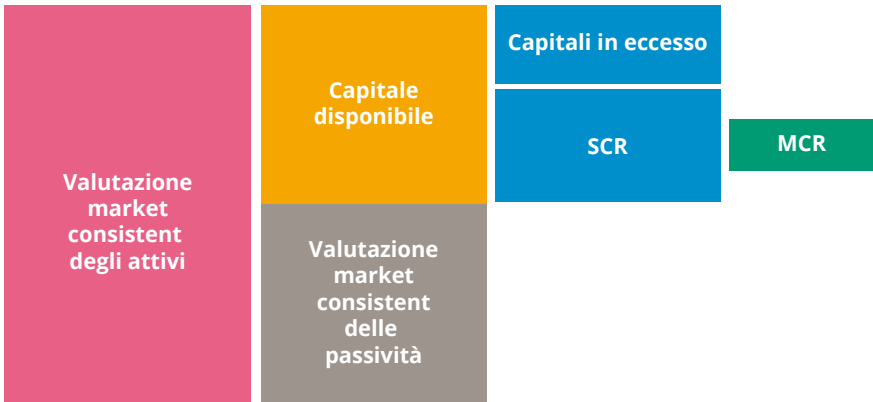 Valutazione
market
consistent
degli attivi
Capitale
disponibile
Valutazione
market
consistent
delle
passività
Capitali in eccesso
SCR
MCR